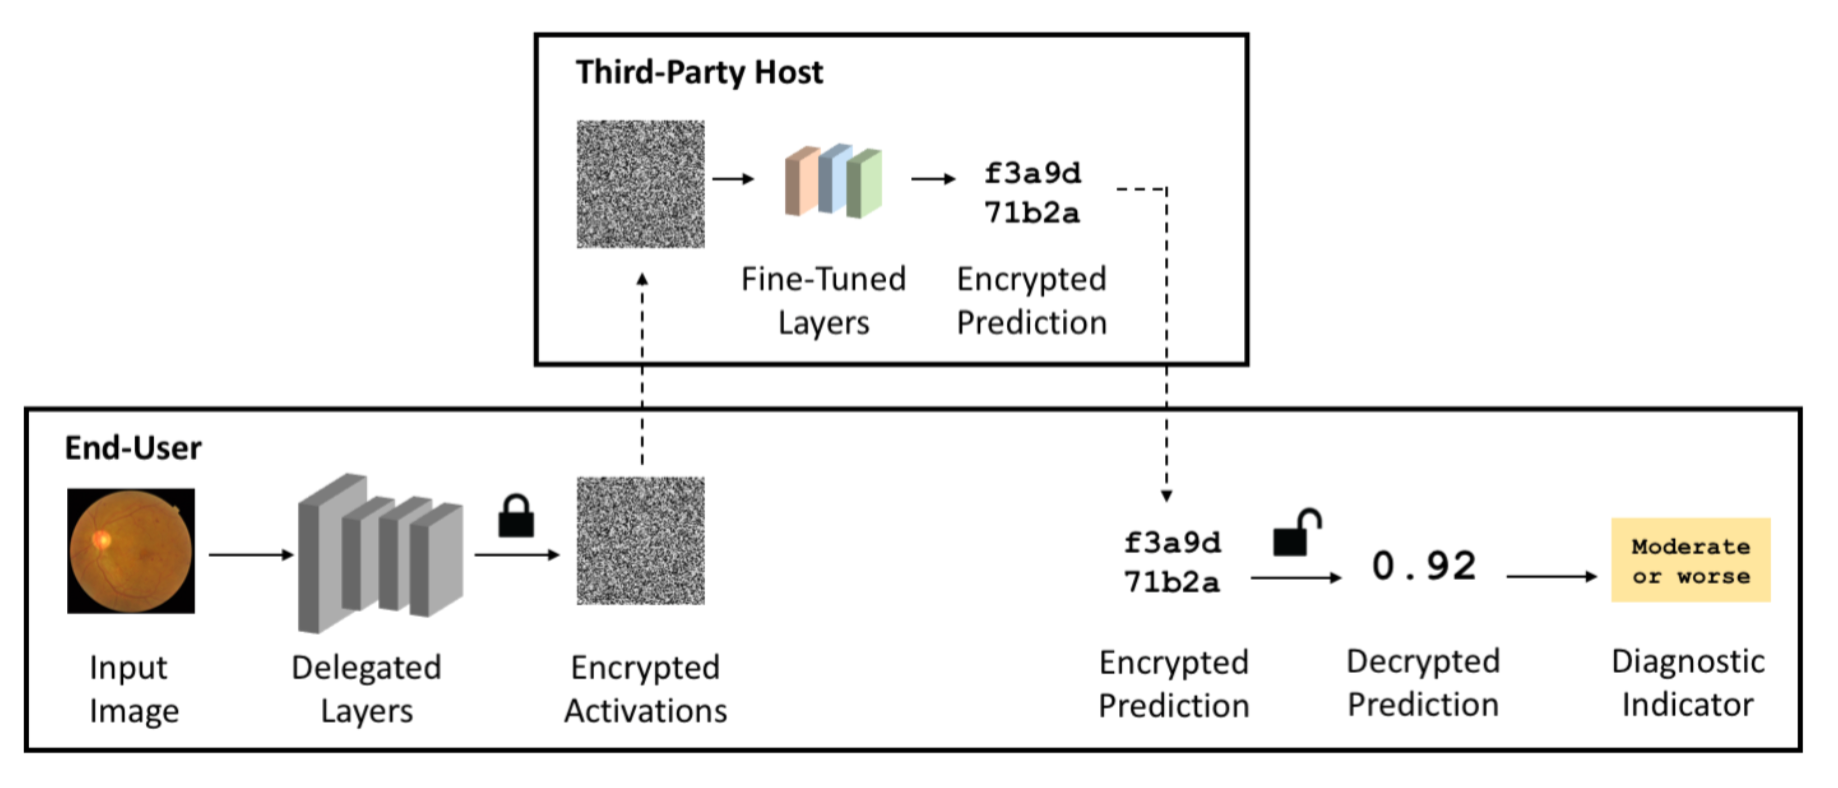 Third-Party Host
f3a9d
71b2a
Fine-Tuned
Layers
Encrypted
Prediction
End-User
Input
Image
Delegated
Layers
Encrypted
Activations
f3a9d
71b2a
Encrypted
Prediction
0.92
Decrypted
Prediction
Moderate
or worse
Diagnostic
Indicator